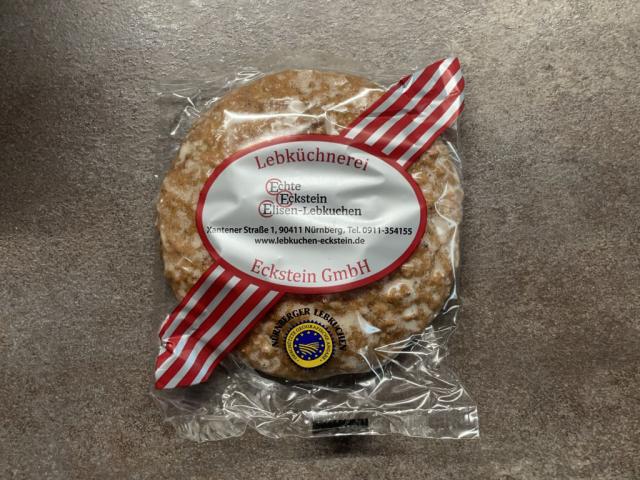 Lebküchnerei
Echte
Eckstein
Elisen-Lebkuchen
Xantener Straße 1, 90411 Nürnberg, Tel. 0911-354155
www.lebkuchen-eckstein.de
Eckstein GmbH
NÜRNBERGER LEBKUCHEN